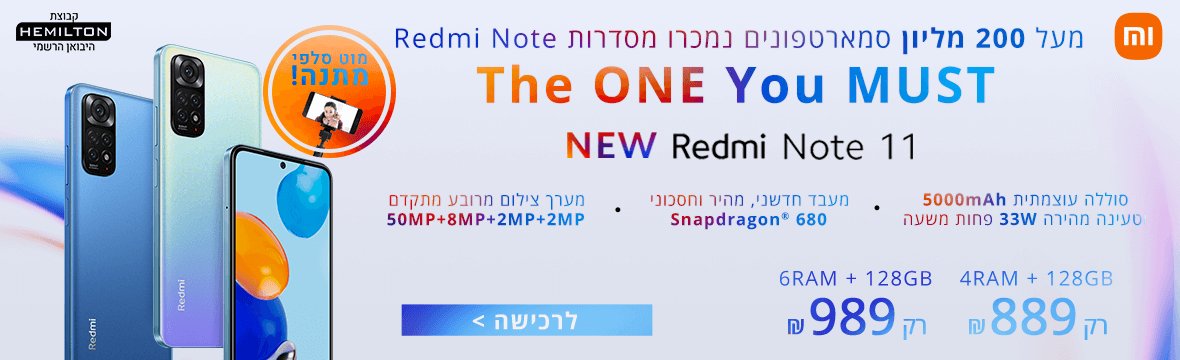 מעל 200 מליון סמארטפונים נמכרו מסדרות Redmi Note
The ONE You MUST
NEW Redmi Note 11
סוללה עוצמתית 5000mAh
טעינה מהירה 33W פחות משעה
•
מעבד חדשני, מהיר וחסכוני
Snapdragon® 680
•
מערך צילום מרובע מתקדם
50MP+8MP+2MP+2MP
4RAM + 128GB
רק 889 ₪
6RAM + 128GB
רק 989 ₪
לרכישה >
מוט סלפי
מתנה!
קבוצת
HEMILTON
היבואן הרשמי
Redmi
Redmi
mi